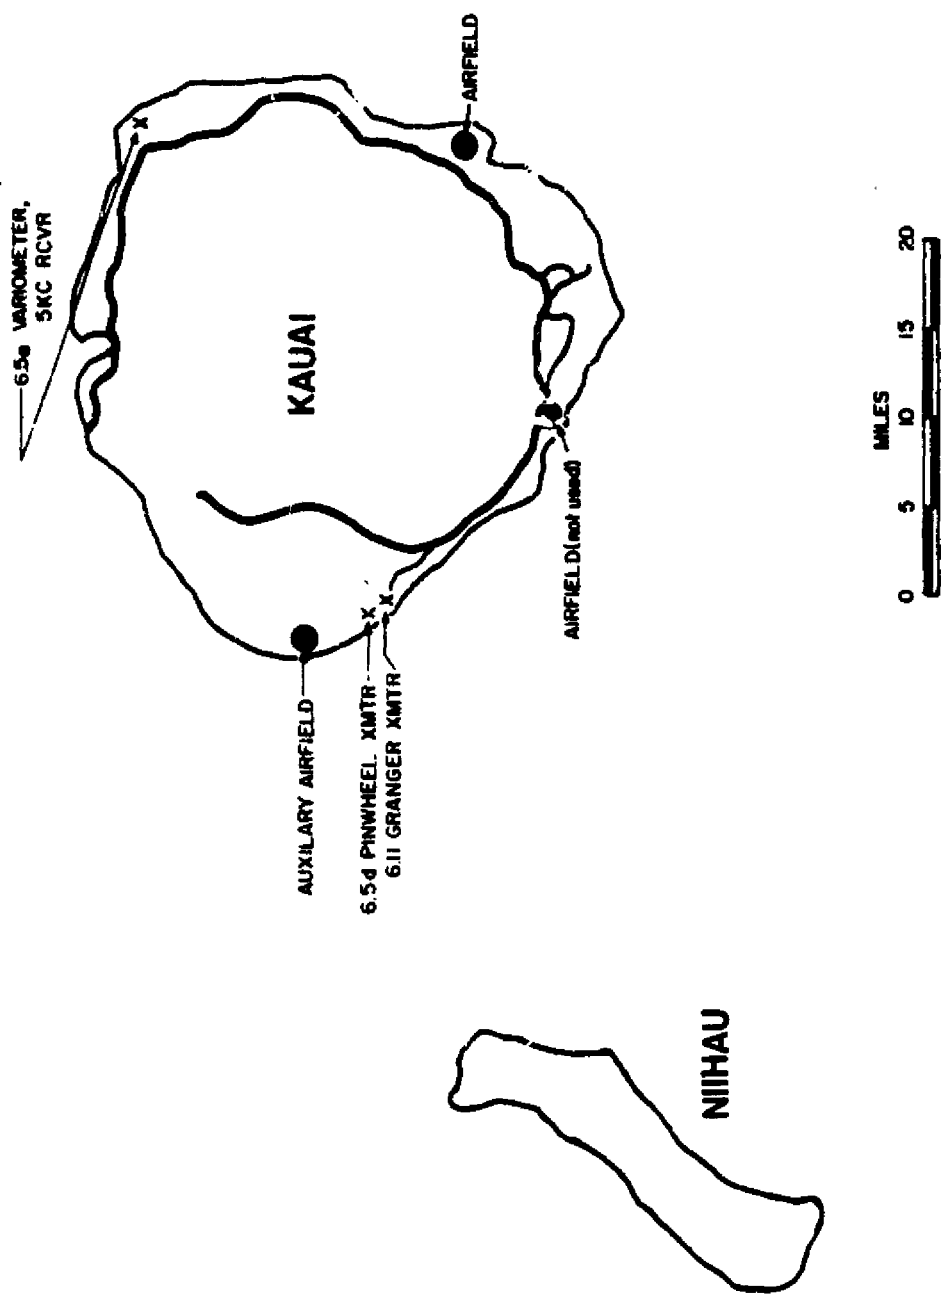 6.5e VARIOMETER,
5KC RCVR
KAUAI
AIRFIELD
AUXILARY AIRFIELD
6.5d PINWHEEL XMTR
6.11 GRANGER XMTR
AIRFIELD (not used)
NIIHAU
MILES
0 5 10 15 20